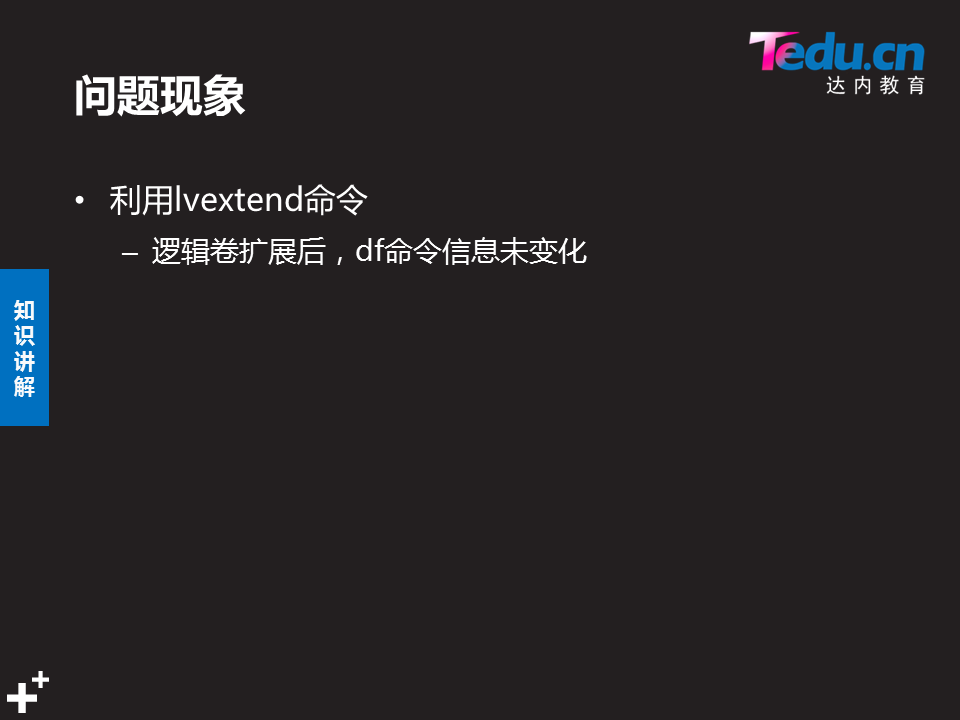 Tedu.cn
达内教育
问题现象
• 利用lvextend命令
– 逻辑卷扩展后，df命令信息未变化
知
识
讲
解